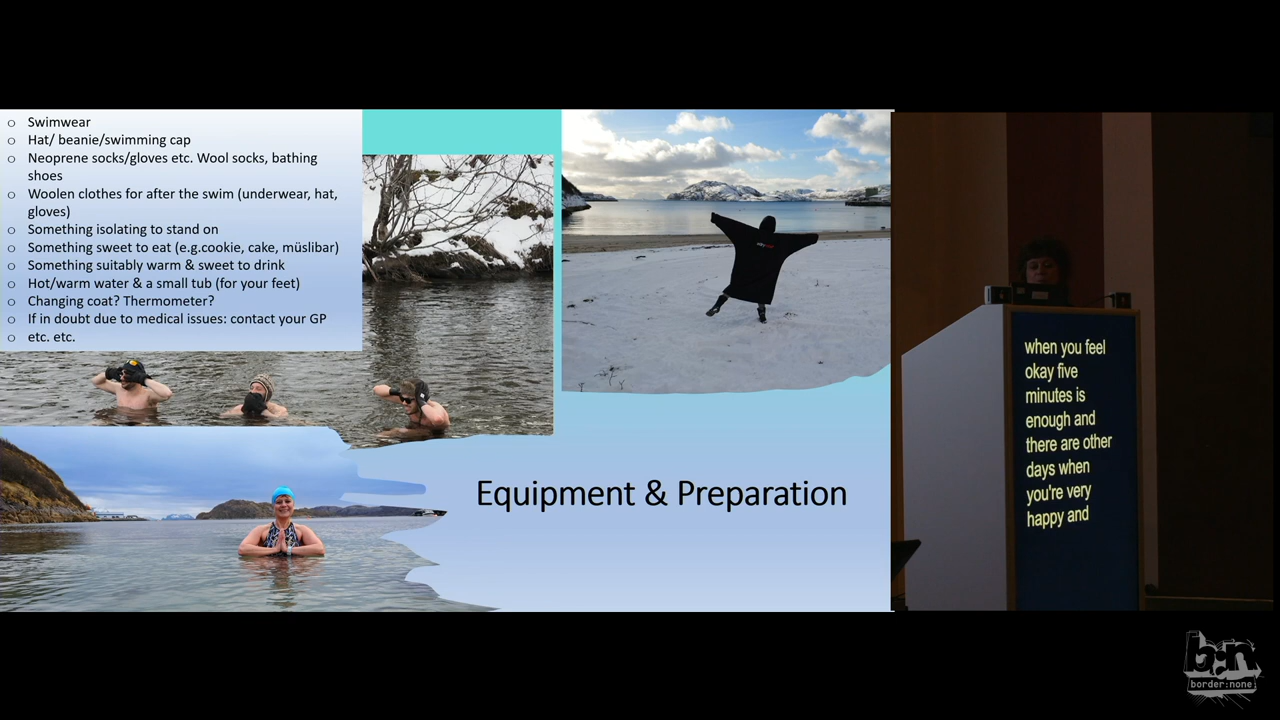 Swimwear
Hat/ beanie/swimming cap
Neoprene socks/gloves etc. Wool socks, bathing
shoes
Woolen clothes for after the swim (underwear, hat,
gloves)
Something isolating to stand on
Something sweet to eat (e.g.cookie, cake, müslibar)
Something suitably warm & sweet to drink
Hot/warm water & a small tub (for your feet)
Changing coat? Thermometer?
If in doubt due to medical issues: contact your GP
etc. etc.
Equipment & Preparation
when you feel
okay five
minutes is
enough and
there are other
days when
you're very
happy and
b:n
border:none